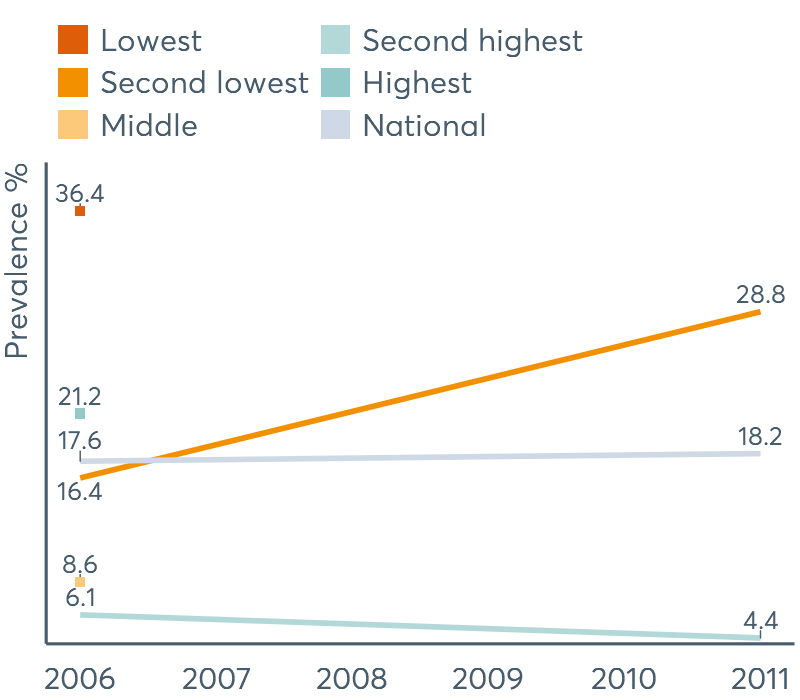 Lowest
Second lowest
Middle
Second highest
Highest
National
Prevalence %
36.4
21.2
17.6
16.4
8.6
6.1
28.8
18.2
4.4
2006 2007 2008 2009 2010 2011